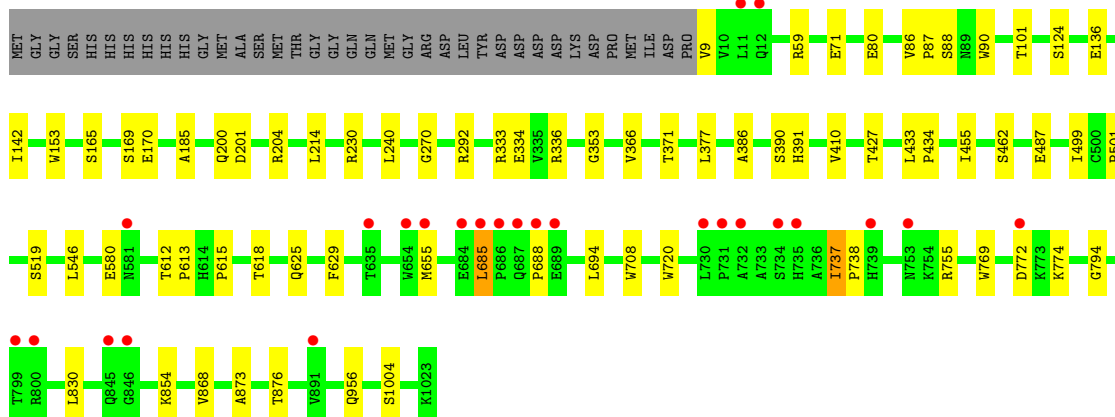 MET GLY GLY SER HIS HIS HIS HIS HIS HIS GLY MET ALA SER MET THR GLY GLY GLN GLN MET GLY ARG ASP LEU TYR ASP ASP ASP ASP LYS ASP PRO MET ILE ASP PRO V9 V10 L11 Q12 R59 E71 E80 V86 P87 S88 N89 W90 T101 S124 E136
I142 W153 S165 S169 E170 A185 Q200 D201 R204 L214 R230 L240 G270 R292 R333 E334 V335 R336 G353 V366 T371 L377 A386 S390 H391 V410 T427 L433 P434 I455 S462 E487 I499 C500
S519 L546 E580 N581 T612 P613 H614 P615 T618 Q625 F629 T635 W654 M655 E684 L685 P686 Q687 P688 E689 L694 W708 W720 L730 P731 A732 A733 S734 H735 A736 I737 P738 H739 N753 K754 R755 W769 D772 K773 K774 G794
T799 R800 L830 Q845 G846 K854 V868 A873 T876 V891 Q956 S1004 K1023